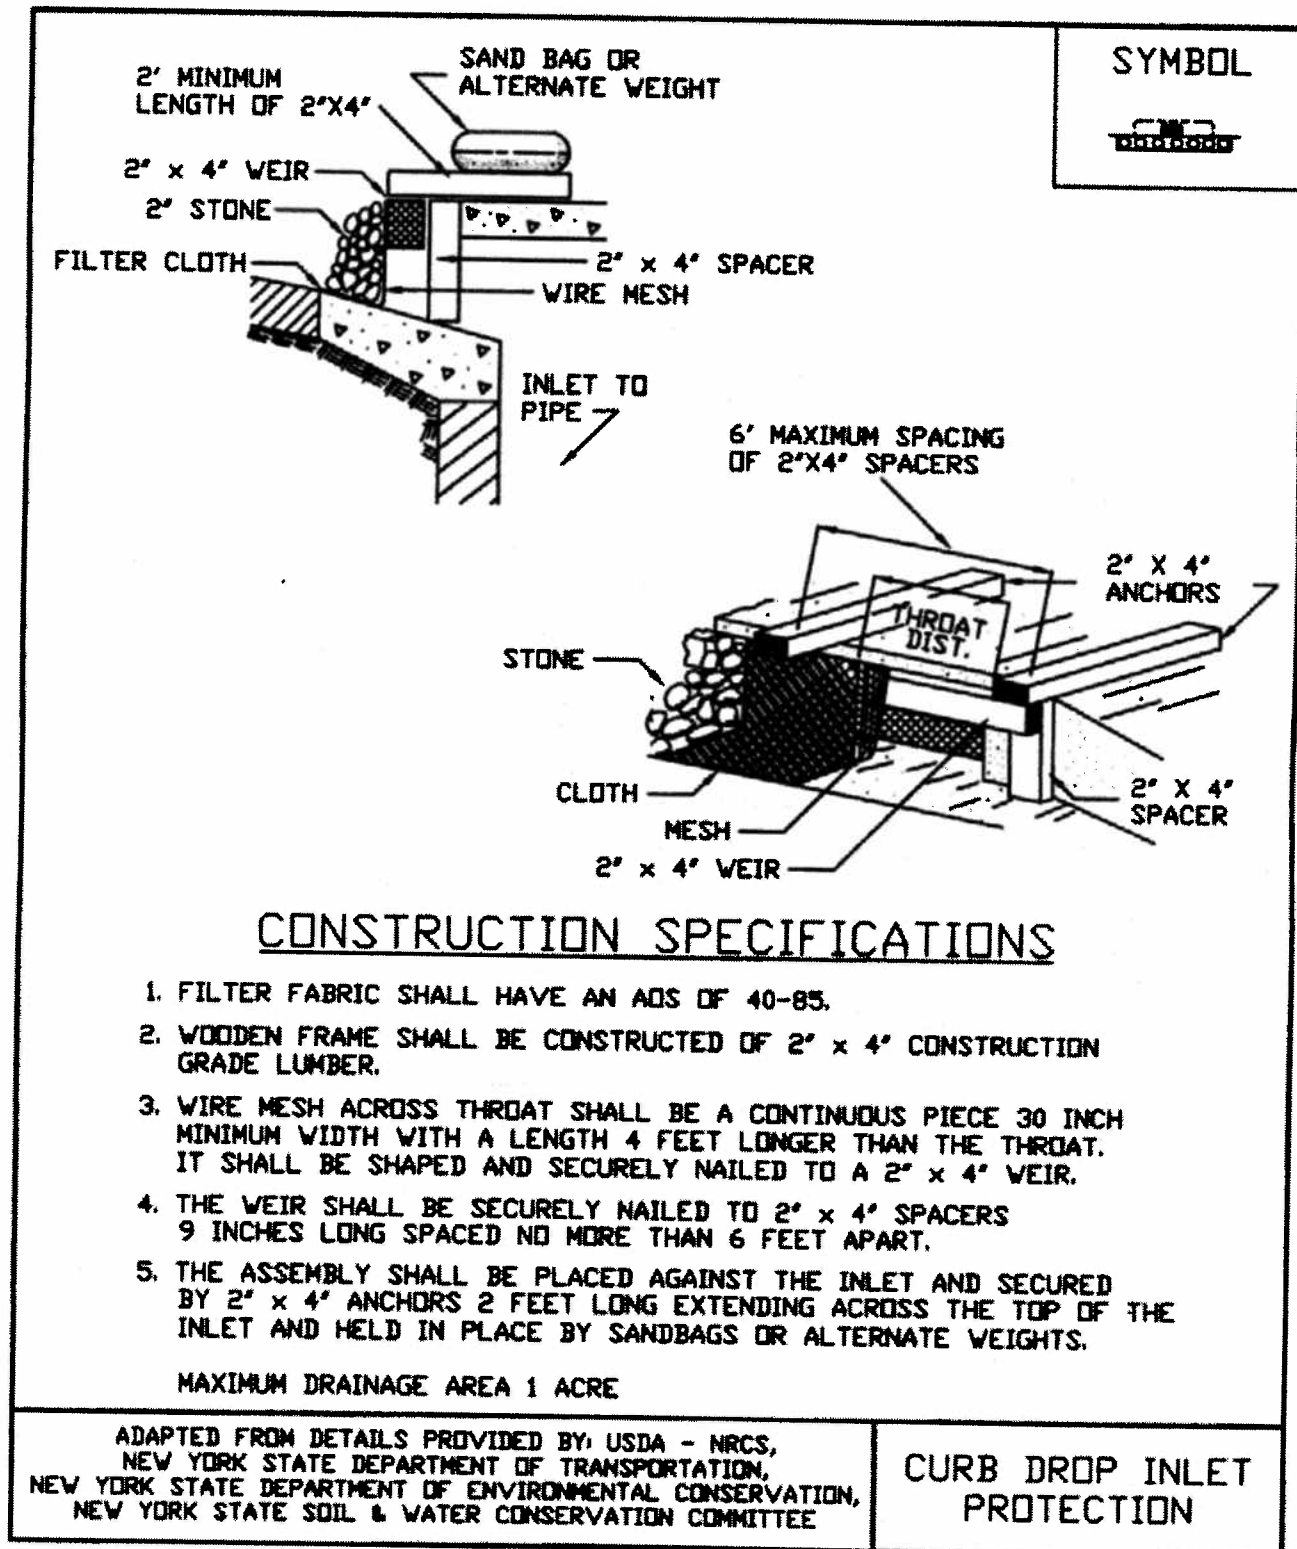 SYMBOL
SAND BAG OR
ALTERNATE WEIGHT
2' MINIMUM
LENGTH OF 2"X4"
2" x 4" WEIR
2" STONE
FILTER CLOTH
2" x 4" SPACER
WIRE MESH
INLET TO
PIPE
6' MAXIMUM SPACING
OF 2"X4" SPACERS
2" X 4"
ANCHORS
THROAT
DIST.
STONE
CLOTH
MESH
2" x 4" WEIR
2" X 4"
SPACER
CONSTRUCTION SPECIFICATIONS
1. FILTER FABRIC SHALL HAVE AN AOS OF 40-85.
2. WOODEN FRAME SHALL BE CONSTRUCTED OF 2" x 4" CONSTRUCTION
GRADE LUMBER.
3. WIRE MESH ACROSS THROAT SHALL BE A CONTINUOUS PIECE 30 INCH
MINIMUM WIDTH WITH A LENGTH 4 FEET LONGER THAN THE THROAT.
IT SHALL BE SHAPED AND SECURELY NAILED TO A 2" x 4" WEIR.
4. THE WEIR SHALL BE SECURELY NAILED TO 2" x 4" SPACERS
9 INCHES LONG SPACED NO MORE THAN 6 FEET APART.
5. THE ASSEMBLY SHALL BE PLACED AGAINST THE INLET AND SECURED
BY 2" x 4" ANCHORS 2 FEET LONG EXTENDING ACROSS THE TOP OF THE
INLET AND HELD IN PLACE BY SANDBAGS OR ALTERNATE WEIGHTS.
MAXIMUM DRAINAGE AREA 1 ACRE
ADAPTED FROM DETAILS PROVIDED BY: USDA - NRCS,
NEW YORK STATE DEPARTMENT OF TRANSPORTATION,
NEW YORK STATE DEPARTMENT OF ENVIRONMENTAL CONSERVATION,
NEW YORK STATE SOIL & WATER CONSERVATION COMMITTEE
CURB DROP INLET
PROTECTION